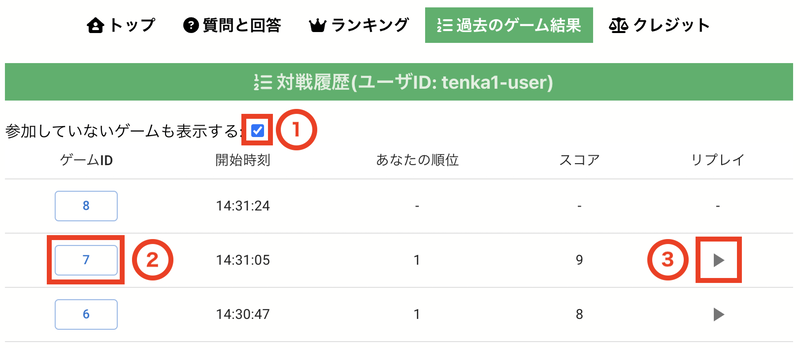 トップ 質問と回答 ランキング 過去のゲーム結果 クレジット
対戦履歴(ユーザID: tenka1-user)
参加していないゲームも表示する: 1
ゲームID 開始時刻 あなたの順位 スコア リプレイ
8 14:31:24 - - -
7 2 14:31:05 1 9 3
6 14:30:47 1 8